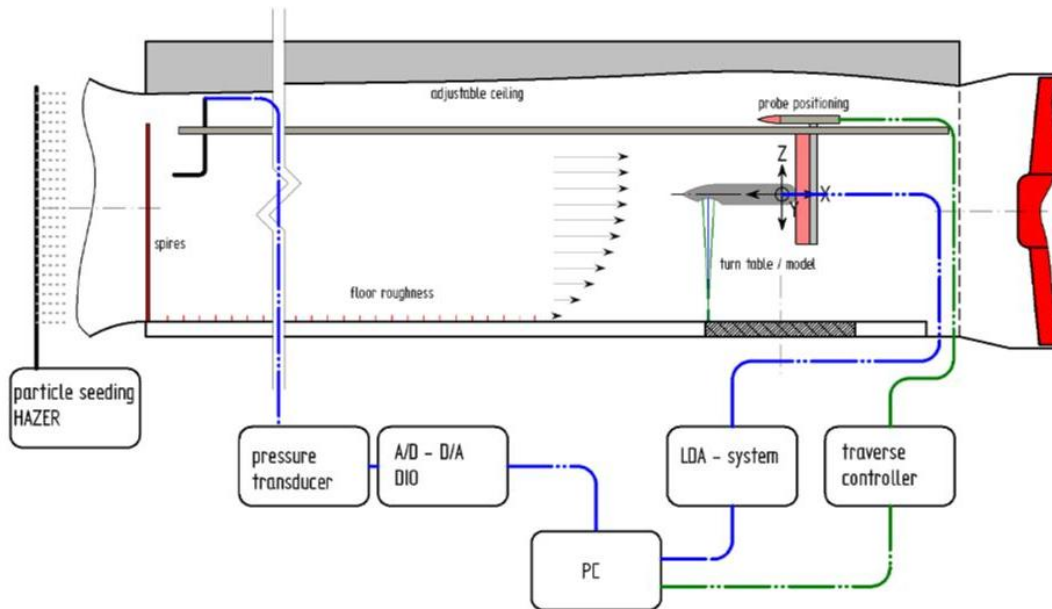 adjustable ceiling
probe positioning
Z
X
Y
spires
turn table / model
floor roughness
particle seeding
HAZER
pressure
transducer
A/D - D/A
DIO
LDA - system
traverse
controller
PC